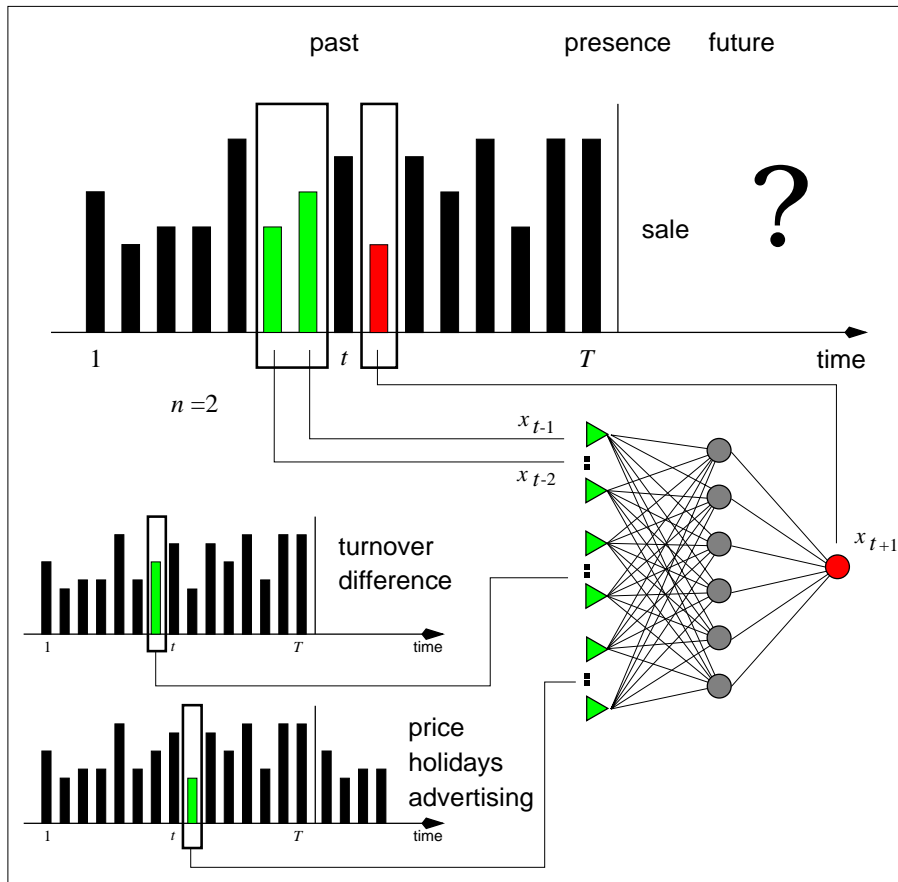 past presence future
?
sale
1 t T time
n =2
x t-1
x t-2
x t+1
turnover
difference
1 t T time
price
holidays
advertising
1 t T time